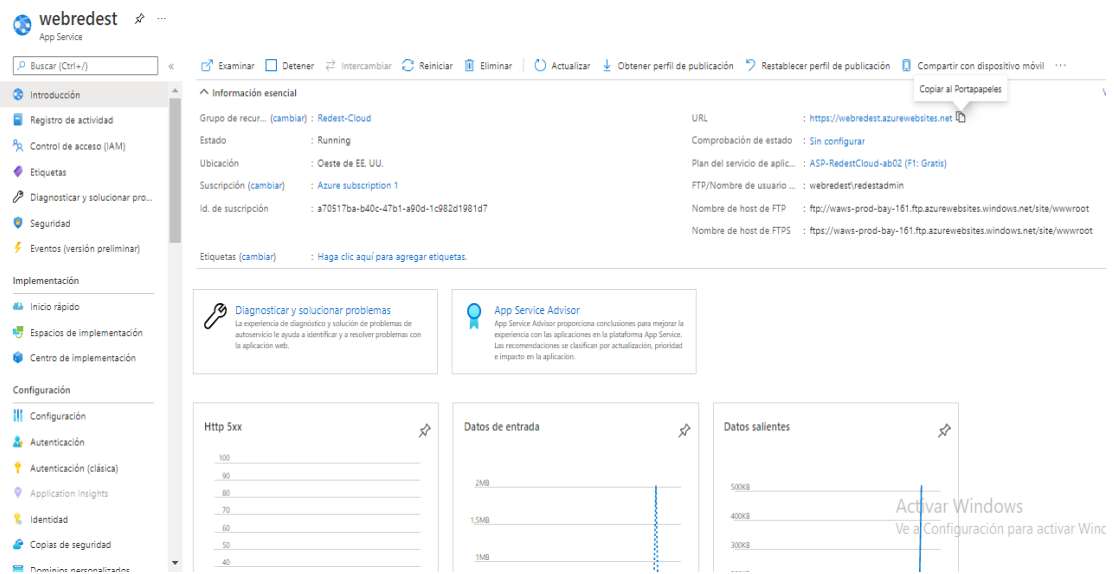 webredest
App Service
Buscar (Ctrl+/)
«
Examinar Detener Intercambiar Reiniciar Eliminar Actualizar Obtener perfil de publicación Restablecer perfil de publicación Compartir con dispositivo móvil ...
Copiar al Portapapeles
Introducción
Registro de actividad
Control de acceso (IAM)
Etiquetas
Diagnosticar y solucionar pro...
Seguridad
Eventos (versión preliminar)
Implementación
Inicio rápido
Espacios de implementación
Centro de implementación
Configuración
Configuración
Autenticación
Autenticación (clásica)
Application Insights
Identidad
Copias de seguridad
Dominios personalizados
Información esencial
Grupo de recur... (cambiar) : Redest-Cloud
Estado : Running
Ubicación : Oeste de EE. UU.
Suscripción (cambiar) : Azure subscription 1
Id. de suscripción : a70517ba-b40c-47b1-a90d-1c982d1981d7
URL : https://webredest.azurewebsites.net
Comprobación de estado : Sin configurar
Plan del servicio de aplic... : ASP-RedestCloud-ab02 (F1: Gratis)
FTP/Nombre de usuario ... : webredest\redestadmin
Nombre de host de FTP : ftp://waws-prod-bay-161.ftp.azurewebsites.windows.net/site/wwwroot
Nombre de host de FTPS : ftps://waws-prod-bay-161.ftp.azurewebsites.windows.net/site/wwwroot
Etiquetas (cambiar) : Haga clic aquí para agregar etiquetas.
Diagnosticar y solucionar problemas
La experiencia de diagnóstico y solución de problemas de
autoservicio le ayuda a identificar y a resolver problemas con
la aplicación web.
App Service Advisor
App Service Advisor proporciona conclusiones para mejorar la
experiencia con las aplicaciones en la plataforma App Service.
Las recomendaciones se clasifican por actualización, prioridad
e impacto en la aplicación.
Http 5xx
100
90
80
70
60
50
40
Datos de entrada
2MB
1,5MB
1MB
Datos salientes
500KB
400KB
300KB
Activar Windows
Ve a Configuración para activar Winc